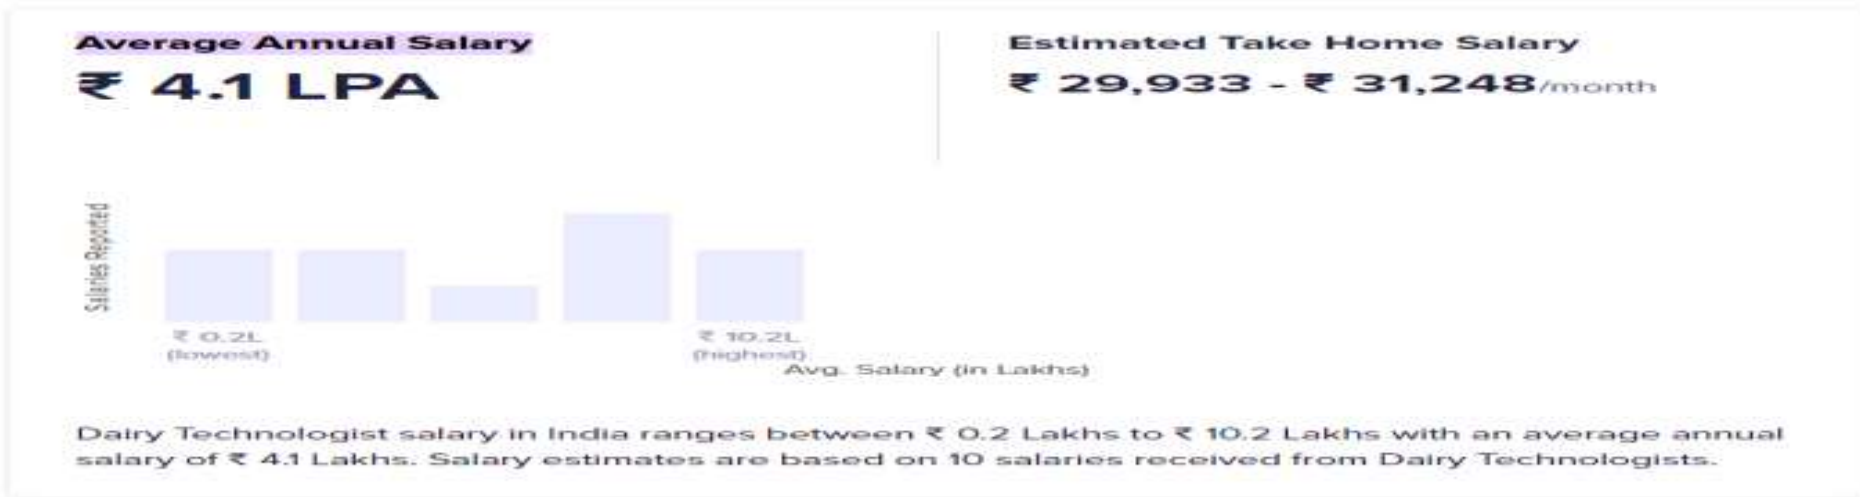 Average Annual Salary
₹ 4.1 LPA
Estimated Take Home Salary
₹ 29,933 - ₹ 31,248/month
Salaries Reported
₹ 0.2L
(lowest)
₹ 10.2L
(highest)
Avg. Salary (in Lakhs)
Dairy Technologist salary in India ranges between ₹ 0.2 Lakhs to ₹ 10.2 Lakhs with an average annual
salary of ₹ 4.1 Lakhs. Salary estimates are based on 10 salaries received from Dairy Technologists.